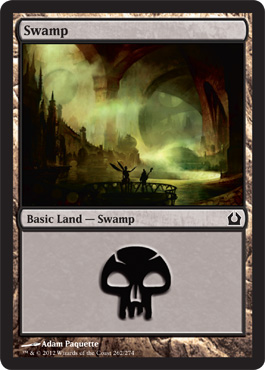 Swamp
Basic Land — Swamp
Adam Paquette
™ & © 2012 Wizards of the Coast 262/274